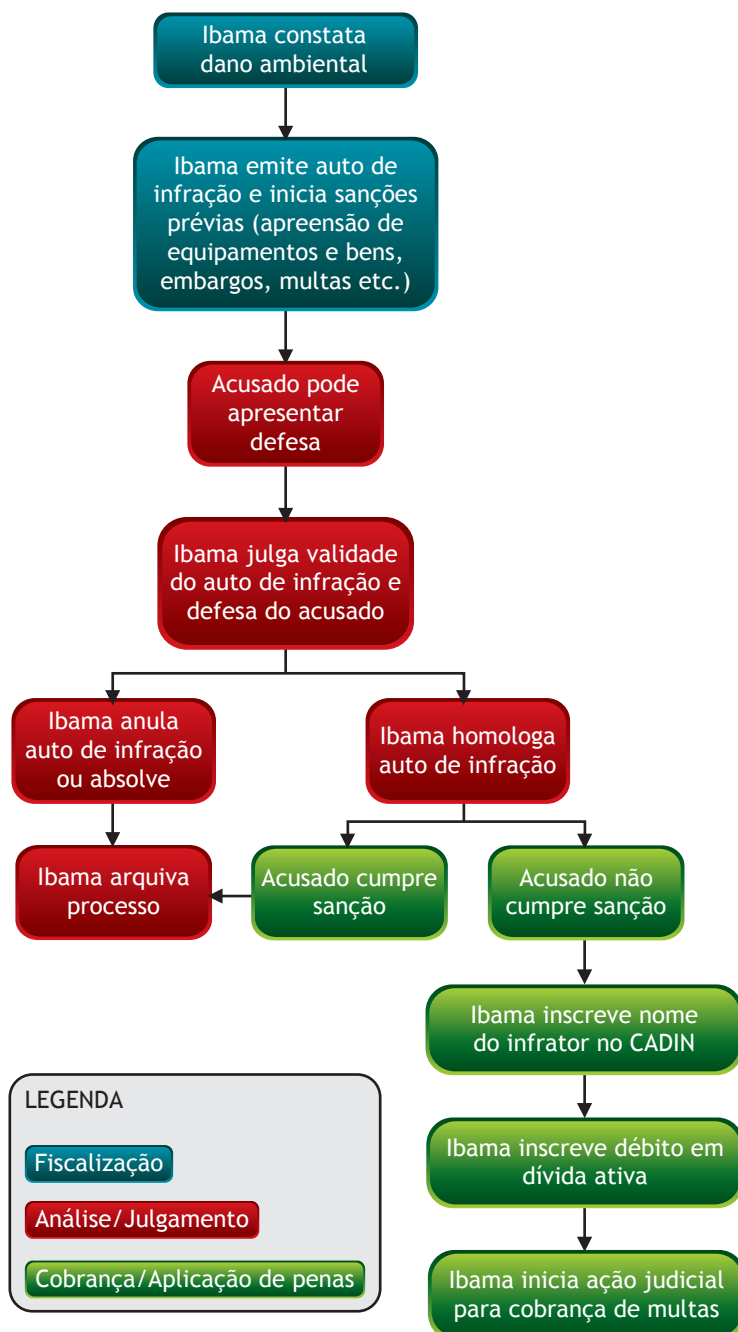 Ibama constata
dano ambiental
Ibama emite auto de
infração e inicia sanções
prévias (apreensão de
equipamentos e bens,
embargos, multas etc.)
Acusado pode
apresentar
defesa
Ibama julga validade
do auto de infração e
defesa do acusado
Ibama anula
auto de infração
ou absolve
Ibama homologa
auto de infração
Ibama arquiva
processo
Acusado cumpre
sanção
Acusado não
cumpre sanção
Ibama inscreve nome
do infrator no CADIN
Ibama inscreve débito em
dívida ativa
Ibama inicia ação judicial
para cobrança de multas
LEGENDA
Fiscalização
Análise/Julgamento
Cobrança/Aplicação de penas